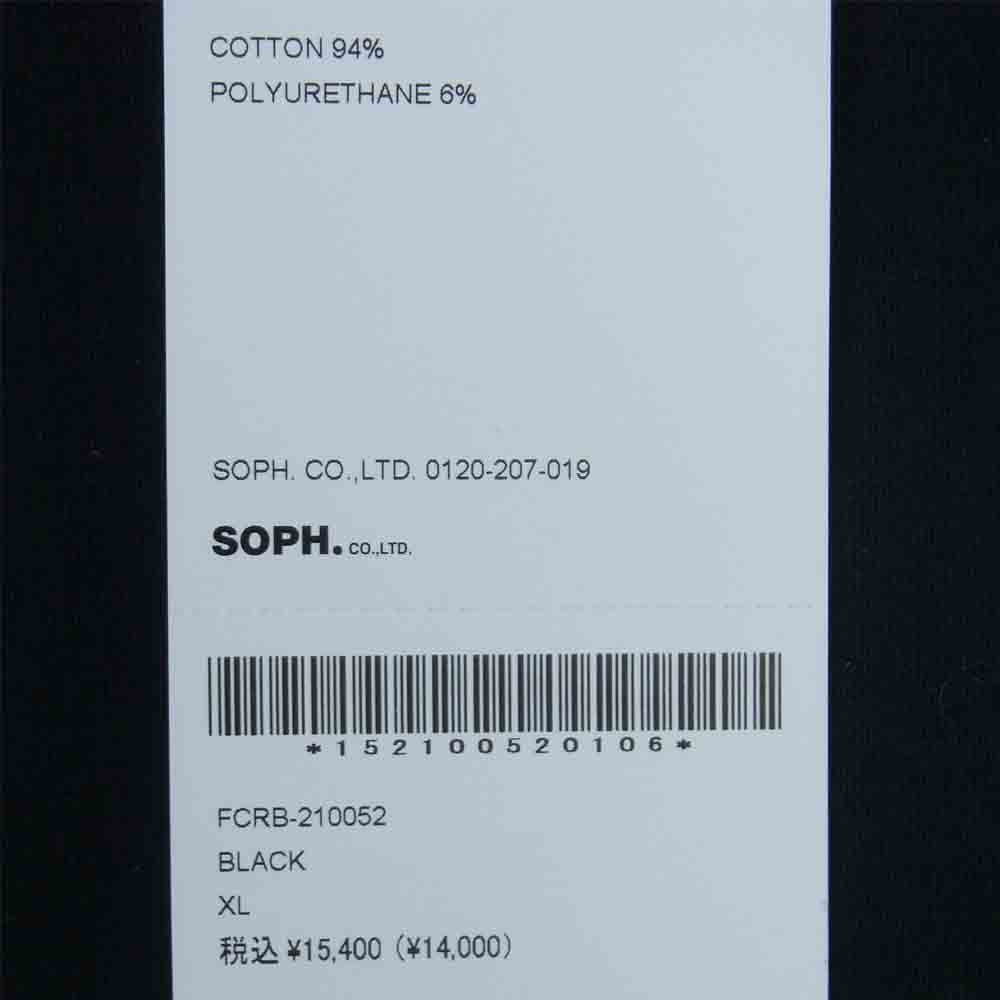 COTTON 94%
POLYURETHANE 6%
SOPH. CO.,LTD. 0120-207-019
SOPH. CO.,LTD.
*152100520106*
FCRB-210052
BLACK
XL
税込 ¥15,400 (¥14,000)